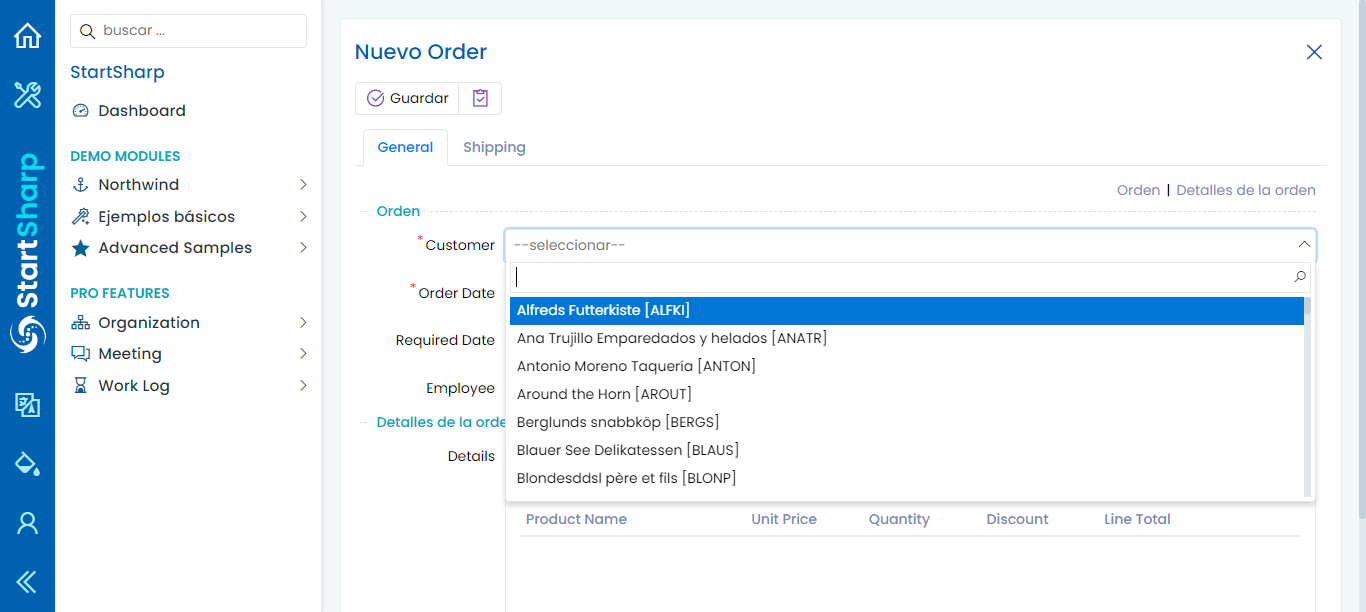 StartSharp
buscar ...
StartSharp
Dashboard
DEMO MODULES
Northwind
Ejemplos básicos
Advanced Samples
PRO FEATURES
Organization
Meeting
Work Log
Nuevo Order
Guardar
General Shipping
Orden | Detalles de la orden
Orden
*Customer --seleccionar--
Alfreds Futterkiste [ALFKI]
*Order Date
Ana Trujillo Emparedados y helados [ANATR]
Required Date
Antonio Moreno Taquería [ANTON]
Employee
Around the Horn [AROUT]
Detalles de la orde
Berglunds snabbköp [BERGS]
Details
Blauer See Delikatessen [BLAUS]
Blondesddsl père et fils [BLONP]
Product Name Unit Price Quantity Discount Line Total